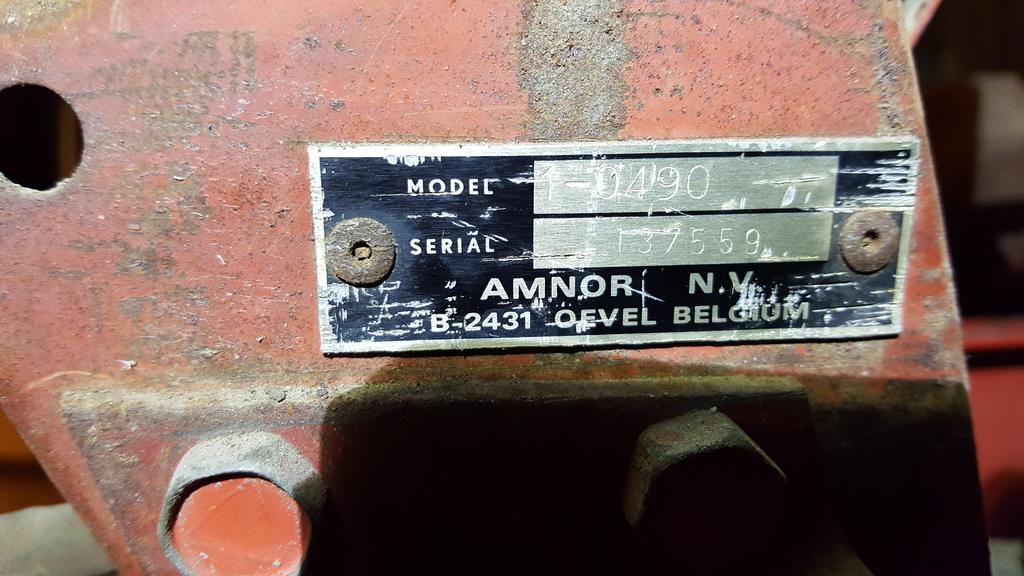 MODEL 1-0490
SERIAL 137559
AMNOR N.V.
B-2431 OEVEL BELGIUM